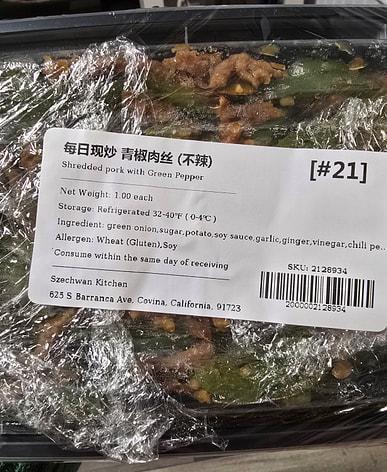 每日现炒 青椒肉丝 (不辣)
[#21]
Shredded pork with Green Pepper
Net Weight: 1.00 each
Storage: Refrigerated 32-40°F ( 0-4°C )
Ingredient: green onion,sugar,potato,soy sauce,garlic,ginger,vinegar,chili pe...
Allergen: Wheat (Gluten),Soy
Consume within the same day of receiving
SKU: 2128934
2000002128934
Szechwan Kitchen
625 S Barranca Ave. Covina, California, 91723